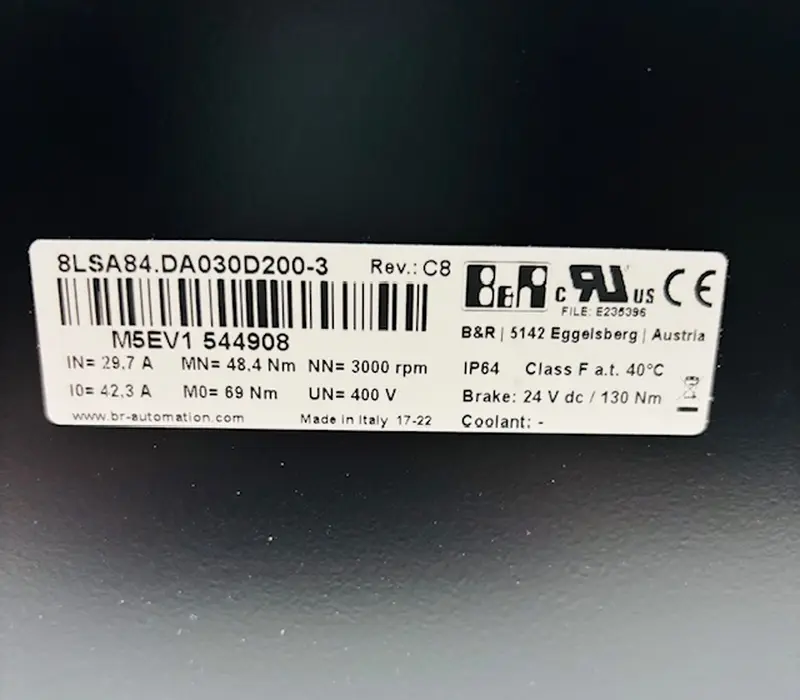 8LSA84.DA030D200-3 Rev.: C8
B&R c RU US CE
FILE: E235396
M5EV1 544908
B&R | 5142 Eggelsberg | Austria
IN= 29,7 A MN= 48,4 Nm NN= 3000 rpm
IP64 Class F a.t. 40°C
I0= 42,3 A M0= 69 Nm UN= 400 V
Brake: 24 V dc / 130 Nm
www.br-automation.com Made in Italy 17-22
Coolant: -